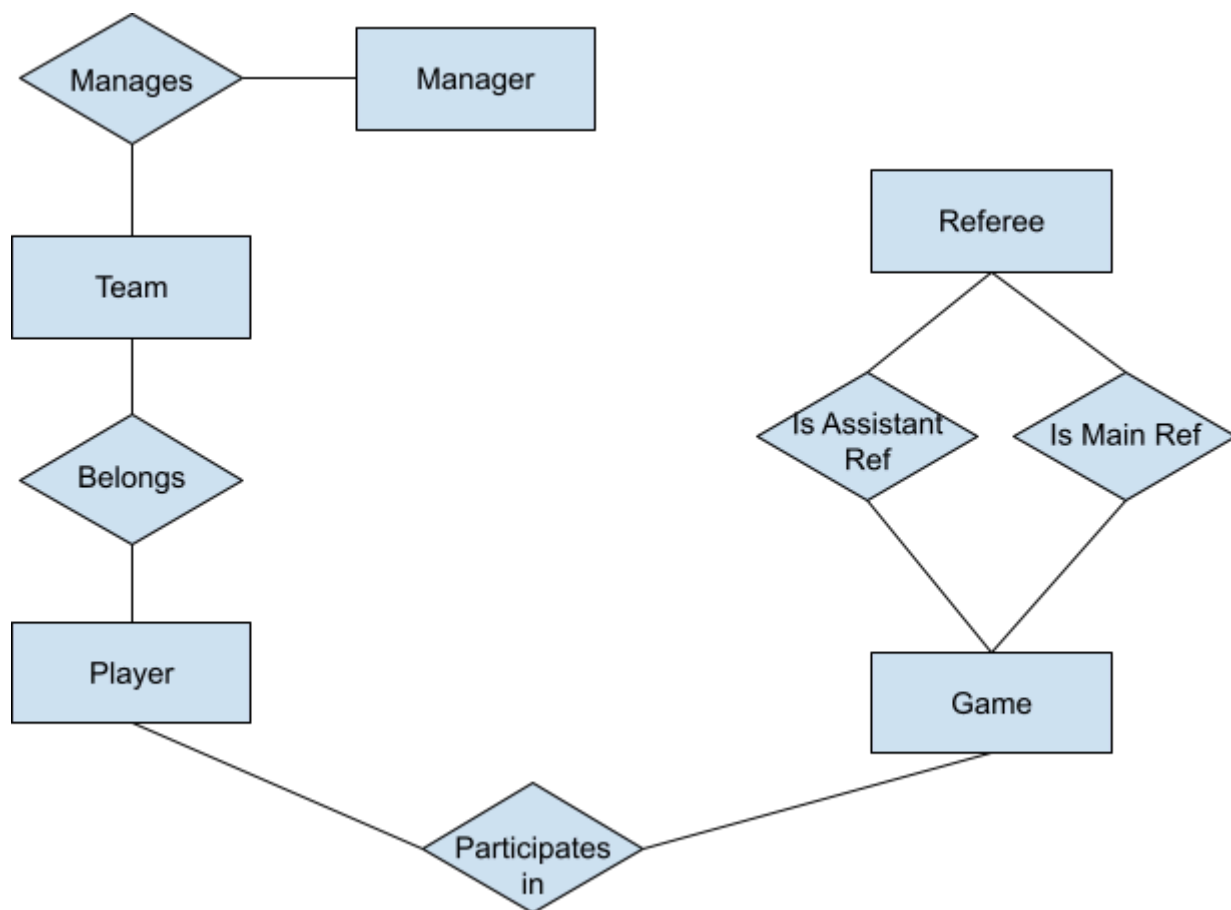 Manages
Manager
Referee
Team
Is Assistant
Ref
Is Main Ref
Belongs
Player
Game
Participates
in